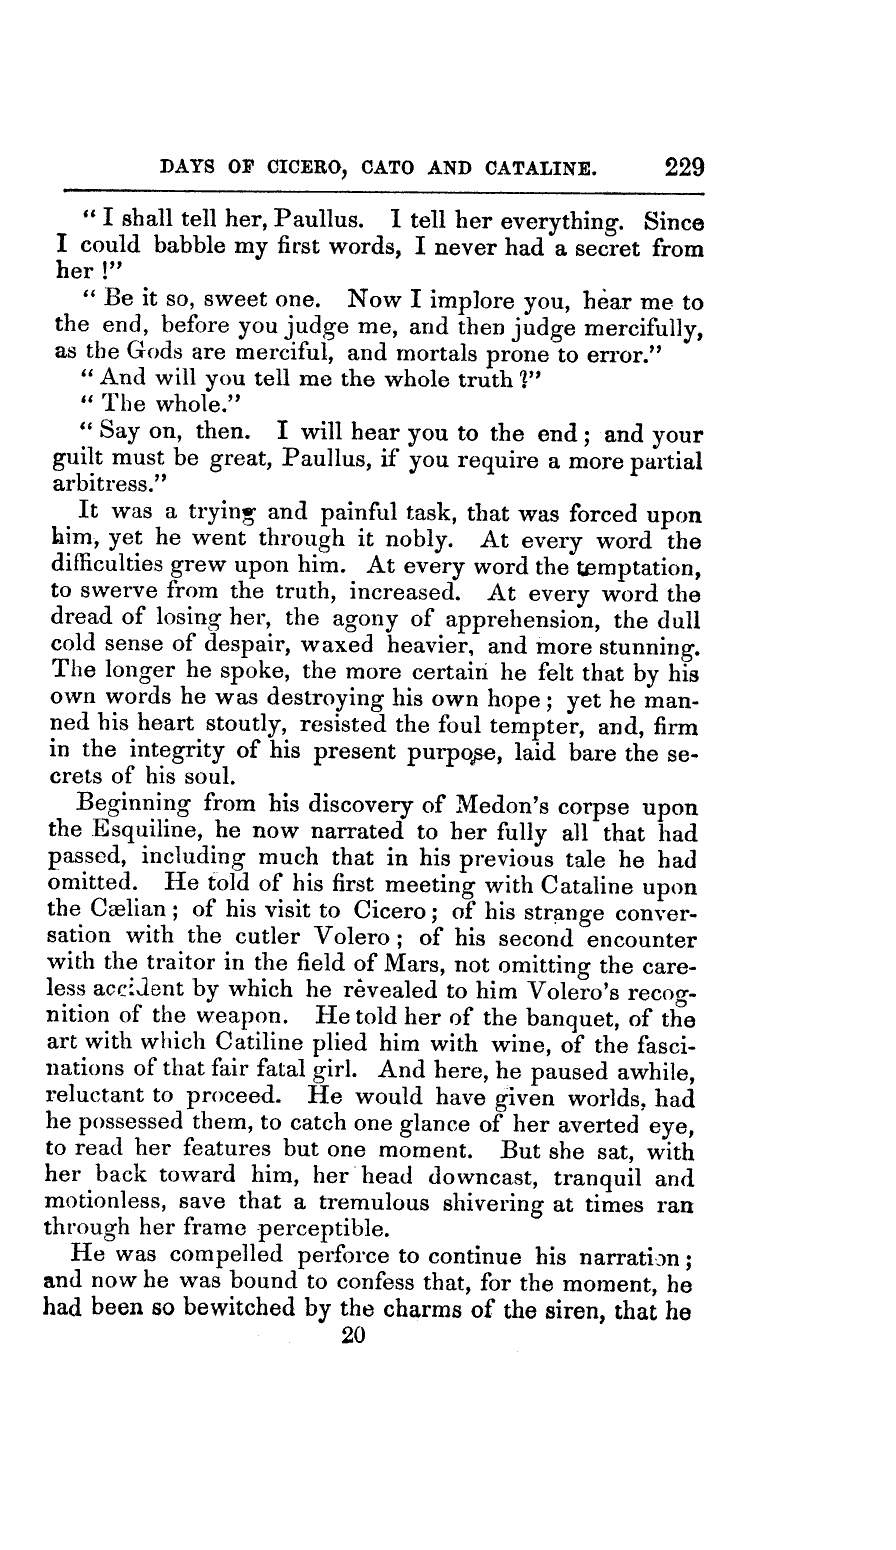 DAYS OF CICERO, CATO AND CATALINE. 229
“ I shall tell her, Paullus. I tell her everything. Since
I could babble my first words, I never had a secret from
her !”
“ Be it so, sweet one. Now I implore you, hear me to
the end, before you judge me, and then judge mercifully,
as the Gods are merciful, and mortals prone to error.”
“ And will you tell me the whole truth ?”
“ The whole.”
“ Say on, then. I will hear you to the end ; and your
guilt must be great, Paullus, if you require a more partial
arbitress.”
It was a trying and painful task, that was forced upon
him, yet he went through it nobly. At every word the
difficulties grew upon him. At every word the temptation,
to swerve from the truth, increased. At every word the
dread of losing her, the agony of apprehension, the dull
cold sense of despair, waxed heavier, and more stunning.
The longer he spoke, the more certain he felt that by his
own words he was destroying his own hope ; yet he man-
ned his heart stoutly, resisted the foul tempter, and, firm
in the integrity of his present purpose, laid bare the se-
crets of his soul.
Beginning from his discovery of Medon’s corpse upon
the Esquiline, he now narrated to her fully all that had
passed, including much that in his previous tale he had
omitted. He told of his first meeting with Cataline upon
the Cælian ; of his visit to Cicero ; of his strange conver-
sation with the cutler Volero ; of his second encounter
with the traitor in the field of Mars, not omitting the care-
less accident by which he revealed to him Volero’s recog-
nition of the weapon. He told her of the banquet, of the
art with which Catiline plied him with wine, of the fasci-
nations of that fair fatal girl. And here, he paused awhile,
reluctant to proceed. He would have given worlds, had
he possessed them, to catch one glance of her averted eye,
to read her features but one moment. But she sat, with
her back toward him, her head downcast, tranquil and
motionless, save that a tremulous shivering at times ran
through her frame perceptible.
He was compelled perforce to continue his narration ;
and now he was bound to confess that, for the moment, he
had been so bewitched by the charms of the siren, that he
20